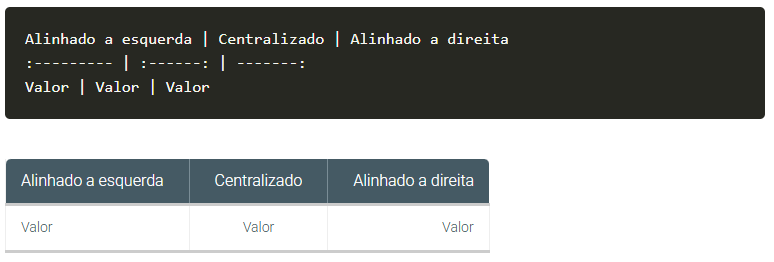 Alinhado a esquerda | Centralizado | Alinhado a direita
:--------- | :------: | -------:
Valor | Valor | Valor
Alinhado a esquerda Centralizado Alinhado a direita
Valor Valor Valor